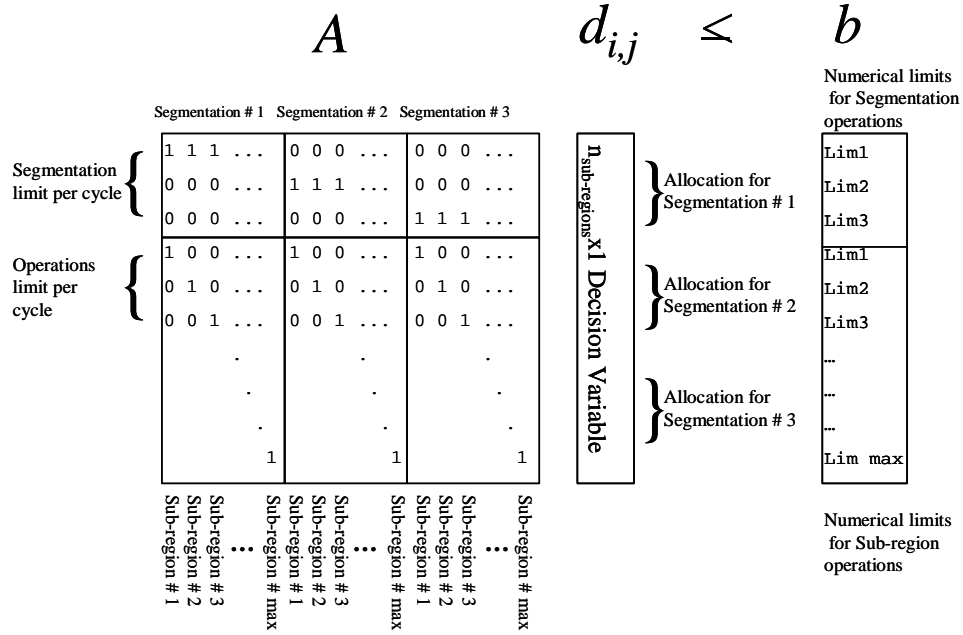 A d_{i,j} ≤ b
Numerical limits
for Segmentation
operations
Segmentation # 1 Segmentation # 2 Segmentation # 3
Segmentation
limit per cycle
1 1 1 ... 0 0 0 ... 0 0 0 ...
0 0 0 ... 1 1 1 ... 0 0 0 ...
0 0 0 ... 0 0 0 ... 1 1 1 ...
Operations
limit per
cycle
1 0 0 ... 1 0 0 ... 1 0 0 ...
0 1 0 ... 0 1 0 ... 0 1 0 ...
0 0 1 ... 0 0 1 ... 0 0 1 ...
. . .
. . .
. . .
1 1 1
n_{sub-regions}x1 Decision Variable
Allocation for
Segmentation # 1
Allocation for
Segmentation # 2
Allocation for
Segmentation # 3
Lim1
Lim2
Lim3
Lim1
Lim2
Lim3
...
...
...
Lim max
Sub-region # 1
Sub-region # 2
Sub-region # 3
...
Sub-region # max
Sub-region # 1
Sub-region # 2
Sub-region # 3
...
Sub-region # max
Sub-region # 1
Sub-region # 2
Sub-region # 3
...
Sub-region # max
Numerical limits
for Sub-region
operations